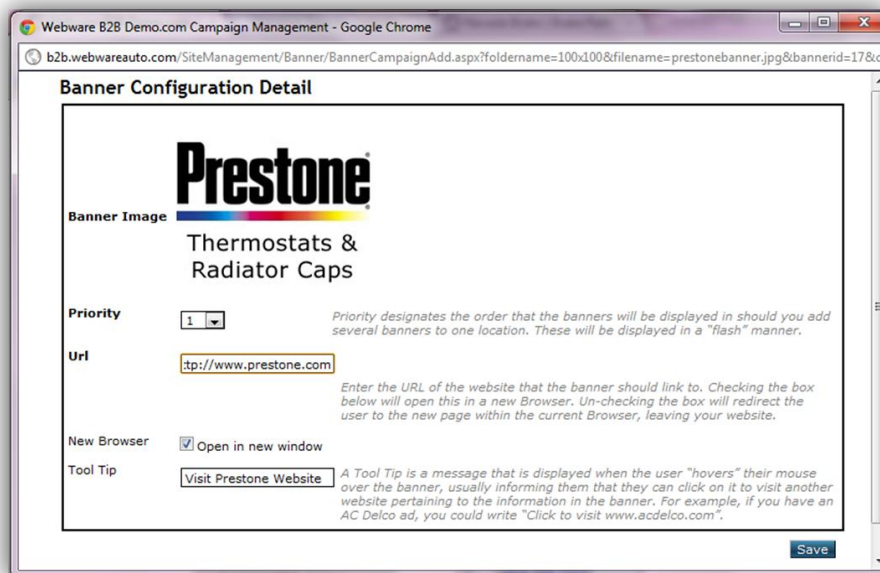 Webware B2B Demo.com Campaign Management - Google Chrome
b2b.webwareauto.com/SiteManagement/Banner/BannerCampaignAdd.aspx?foldername=100x100&filename=prestonebanner.jpg&bannerid=17&c
Banner Configuration Detail
Prestone
Banner Image
Thermostats &
Radiator Caps
Priority
1
Priority designates the order that the banners will be displayed in should you add
several banners to one location. These will be displayed in a "flash" manner.
Url
:tp://www.prestone.com
Enter the URL of the website that the banner should link to. Checking the box
below will open this in a new Browser. Un-checking the box will redirect the
user to the new page within the current Browser, leaving your website.
New Browser
Open in new window
Tool Tip
Visit Prestone Website
A Tool Tip is a message that is displayed when the user "hovers" their mouse
over the banner, usually informing them that they can click on it to visit another
website pertaining to the information in the banner. For example, if you have an
AC Delco ad, you could write "Click to visit www.acdelco.com".
Save